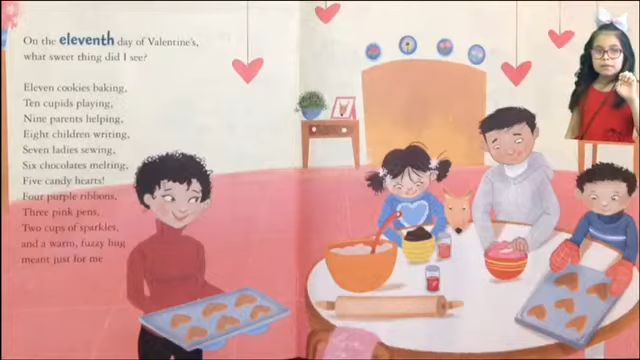 On the eleventh day of Valentine's,
what sweet thing did I see?
Eleven cookies baking,
Ten cupids playing,
Nine parents helping,
Eight children writing,
Seven ladies sewing,
Six chocolates melting,
Five candy hearts!
Four purple ribbons,
Three pink pens,
Two cups of sparkles,
and a warm, fuzzy hug
meant just for me